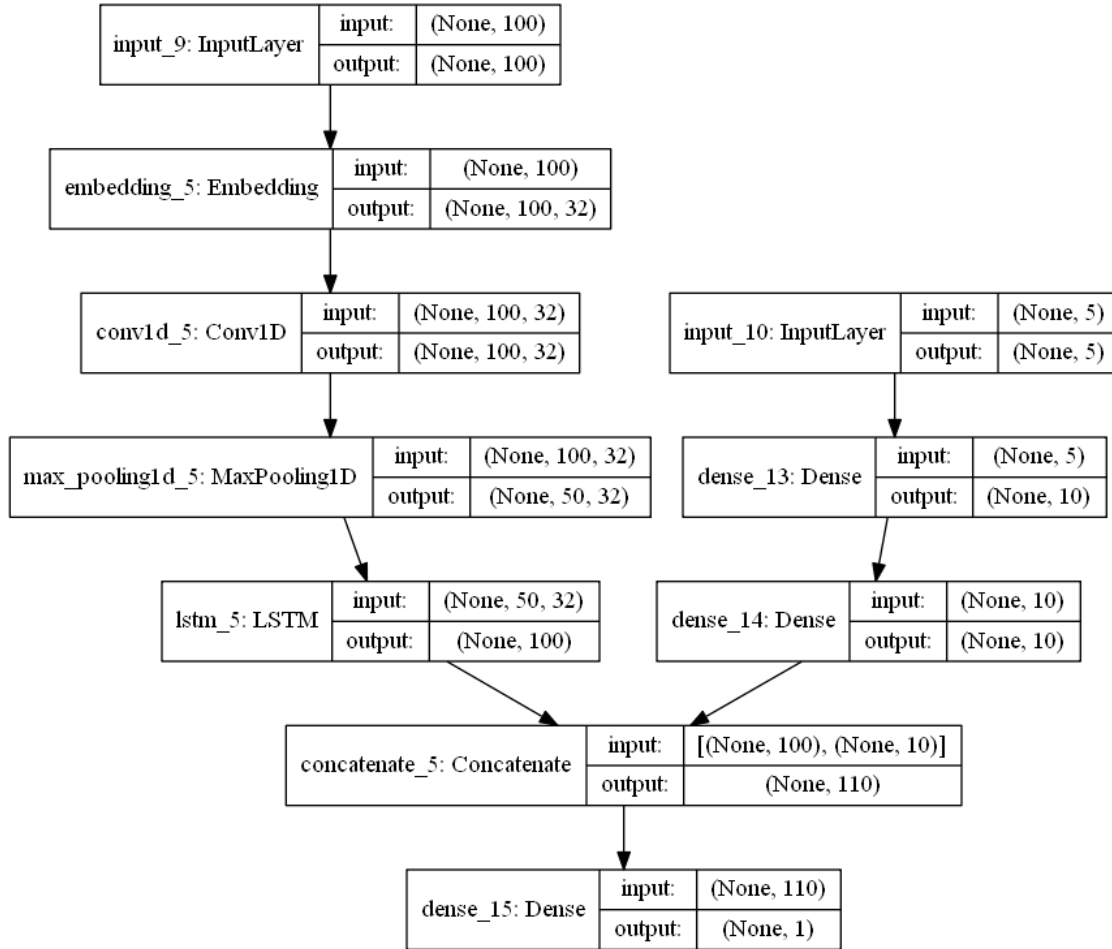 input_9: InputLayer
input: (None, 100)
output: (None, 100)
embedding_5: Embedding
input: (None, 100)
output: (None, 100, 32)
conv1d_5: Conv1D
input: (None, 100, 32)
output: (None, 100, 32)
input_10: InputLayer
input: (None, 5)
output: (None, 5)
max_pooling1d_5: MaxPooling1D
input: (None, 100, 32)
output: (None, 50, 32)
dense_13: Dense
input: (None, 5)
output: (None, 10)
lstm_5: LSTM
input: (None, 50, 32)
output: (None, 100)
dense_14: Dense
input: (None, 10)
output: (None, 10)
concatenate_5: Concatenate
input: [(None, 100), (None, 10)]
output: (None, 110)
dense_15: Dense
input: (None, 110)
output: (None, 1)